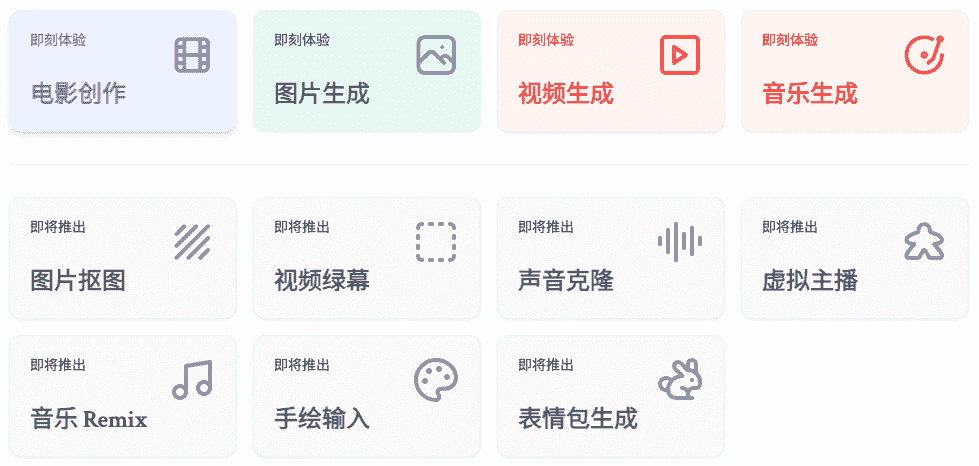 即刻体验
电影创作
即刻体验
图片生成
即刻体验
视频生成
即刻体验
音乐生成
即将推出
图片抠图
即将推出
视频绿幕
即将推出
声音克隆
即将推出
虚拟主播
即将推出
音乐 Remix
即将推出
手绘输入
即将推出
表情包生成